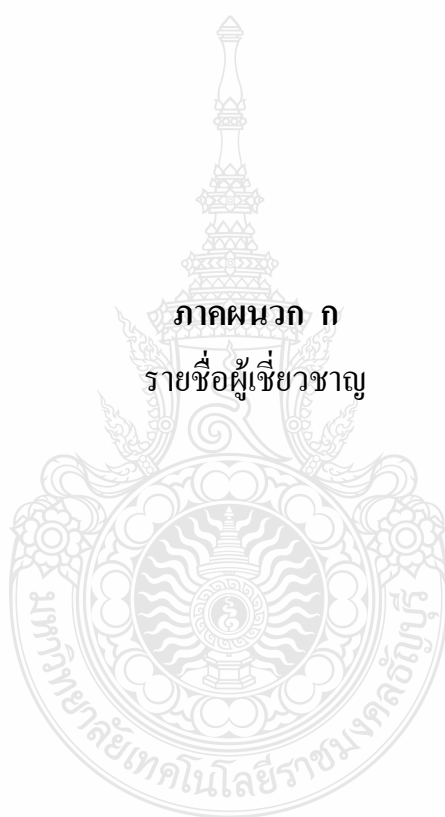 ภาคผนวก ก
รายชื่อผู้เชี่ยวชาญ
มหาวิทยาลัยเทคโนโลยีราชมงคลธัญบุรี